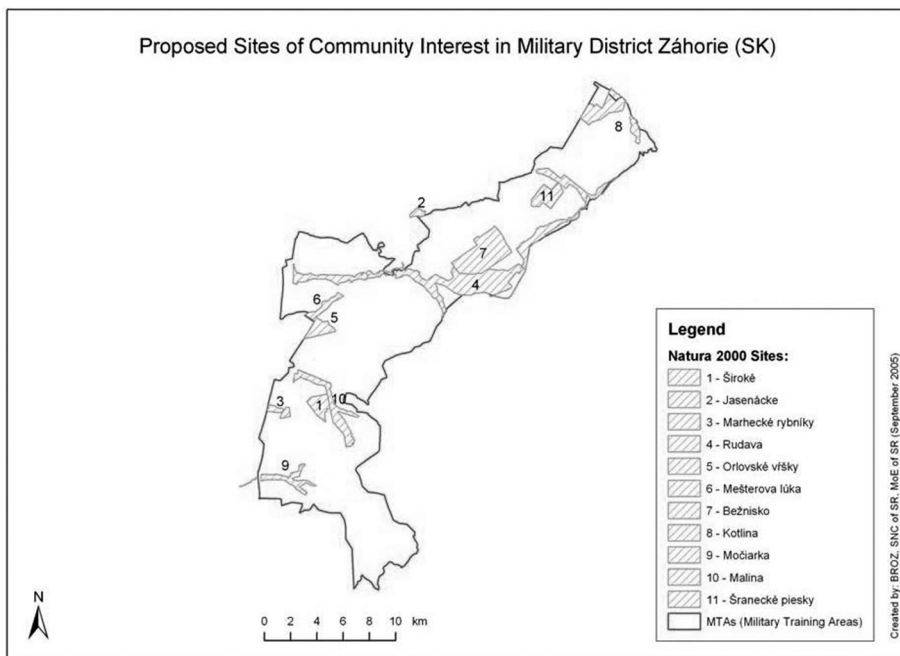 Proposed Sites of Community Interest in Military District Záhorie (SK)
8
2
11
7
4
6
5
3
1
10
9
Legend
Natura 2000 Sites:
1 - Široké
2 - Jasenácke
3 - Marhecké rybníky
4 - Rudava
5 - Orlovské vŕšky
6 - Mešterova lúka
7 - Bežnisko
8 - Kotlina
9 - Močiarka
10 - Malina
11 - Šranecké piesky
MTAs (Military Training Areas)
N
0 2 4 6 8 10 km
Created by: BROZ, SNC of SR, MoE of SR (September 2005)